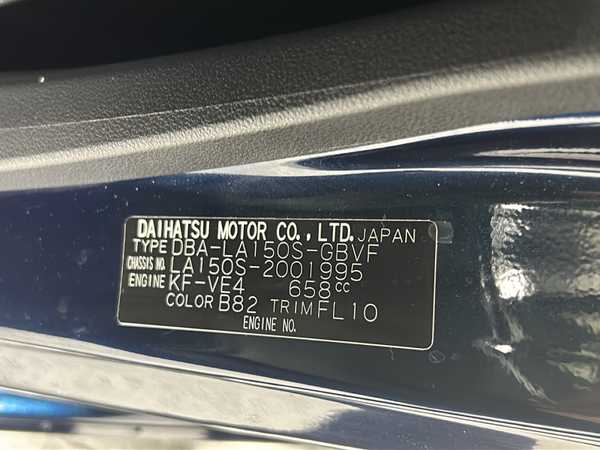 DAIHATSU MOTOR CO., LTD. JAPAN
TYPE DBA-LA150S-GBVF
CHASSIS NO. LA150S-2001995
ENGINE KF-VE4 658cc
COLOR B82 TRIM FL10
ENGINE NO.